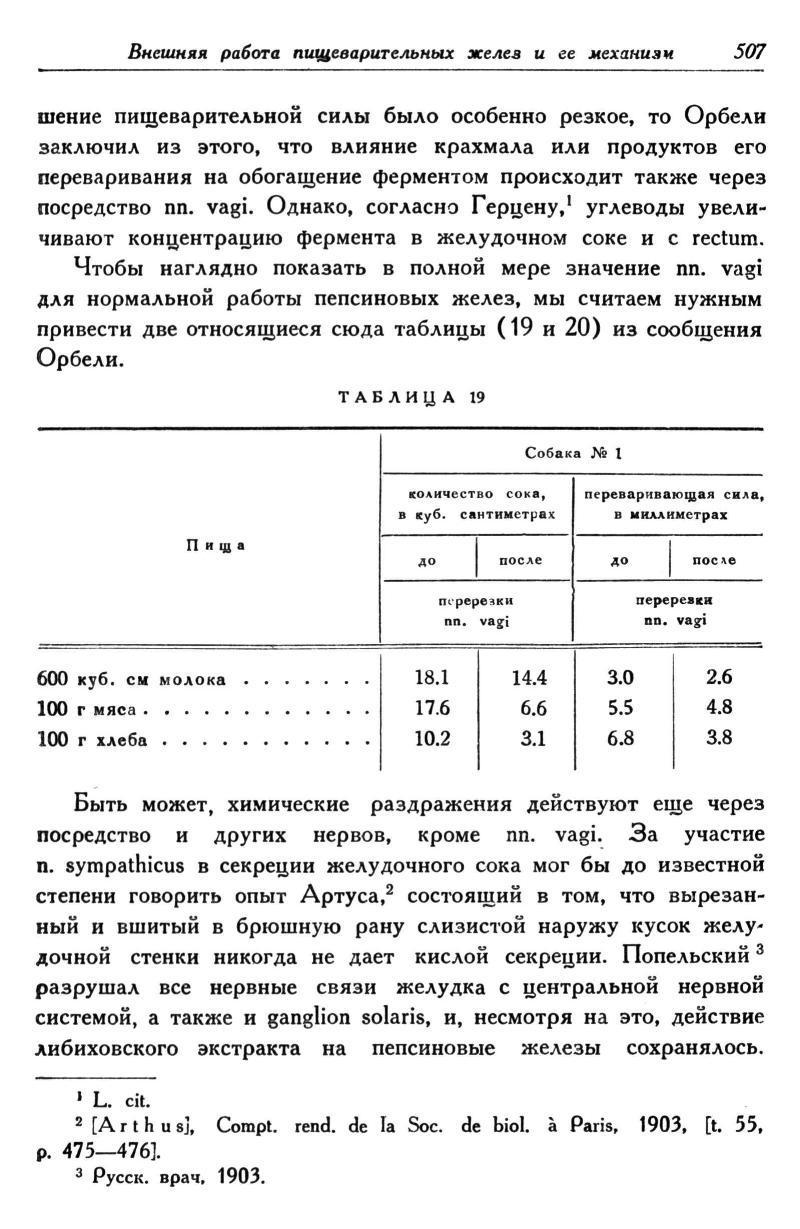 Внешняя работа пищеварительных желез и ее механизм 507
шение пищеварительной силы было особенно резкое, то Орбели
заключил из этого, что влияние крахмала или продуктов его
переваривания на обогащение ферментом происходит также через
посредство nn. vagi. Однако, согласно Герцену,¹ углеводы увели-
чивают концентрацию фермента в желудочном соке и с rectum.
Чтобы наглядно показать в полной мере значение nn. vagi
для нормальной работы пепсиновых желез, мы считаем нужным
привести две относящиеся сюда таблицы (19 и 20) из сообщения
Орбели.
ТАБЛИЦА 19
Собака № 1
количество сока, переваривающая сила,
в куб. сантиметрах в миллиметрах
Пища
до после до после
перерезки перерезки
nn. vagi nn. vagi
600 куб. см молока . . . . . . . 18.1 14.4 3.0 2.6
100 г мяса . . . . . . . . . . . . 17.6 6.6 5.5 4.8
100 г хлеба . . . . . . . . . . . 10.2 3.1 6.8 3.8
Быть может, химические раздражения действуют еще через
посредство и других нервов, кроме nn. vagi. За участие
n. sympathicus в секреции желудочного сока мог бы до известной
степени говорить опыт Артуса,² состоящий в том, что вырезан-
ный и вшитый в брюшную рану слизистой наружу кусок желу-
дочной стенки никогда не дает кислой секреции. Попельский ³
разрушал все нервные связи желудка с центральной нервной
системой, а также и ganglion solaris, и, несмотря на это, действие
либиховского экстракта на пепсиновые железы сохранялось.
¹ L. cit.
² [Arthus], Compt. rend. de la Soc. de biol. à Paris, 1903, [t. 55,
p. 475—476].
³ Русск. врач, 1903.